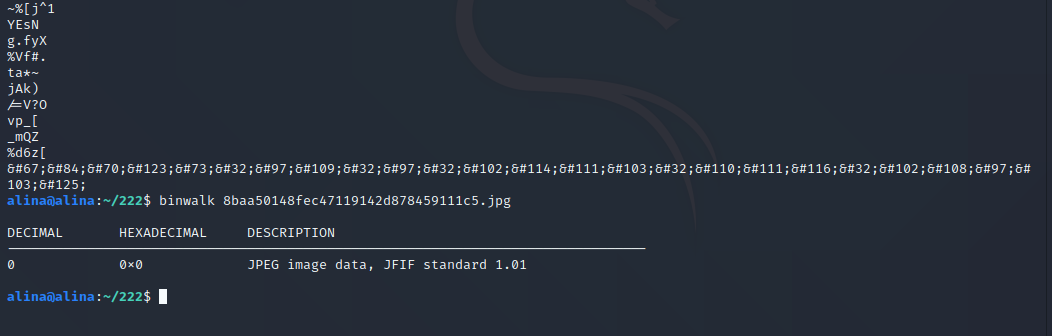 ~%[j^1
YEsN
g.fyX
%Vf#.
ta*~
jAk)
/=V?O
vp_[
_mQZ
%d6z[
&#67;&#84;&#70;&#123;&#73;&#32;&#97;&#109;&#32;&#97;&#32;&#102;&#114;&#111;&#103;&#32;&#110;&#111;&#116;&#32;&#102;&#108;&#97;&#
103;&#125;
alina@alina:~/222$ binwalk 8baa50148fec47119142d878459111c5.jpg
DECIMAL HEXADECIMAL DESCRIPTION
0 0x0 JPEG image data, JFIF standard 1.01
alina@alina:~/222$